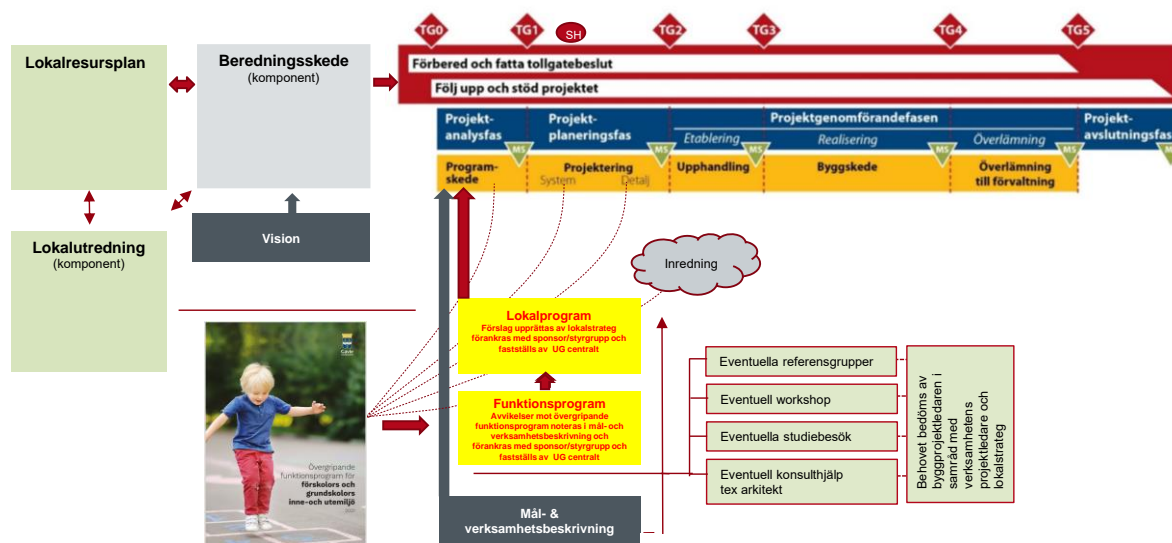 TG0
TG1
SH
TG2
TG3
TG4
TG5
Förbered och fatta tollgatebeslut
Följ upp och stöd projektet
Lokalresursplan
Beredningsskede
(komponent)
Projekt-
analysfas
Projekt-
planeringsfas
Projektgenomförandefasen
Etablering
Realisering
Överlämning
Projekt-
avslutningsfas
MS
MS
MS
MS
MS
Program-
skede
Projektering
System
Detalj
Upphandling
Byggskede
Överlämning
till förvaltning
Vision
Lokalutredning
(komponent)
Inredning
Lokalprogram
Förslag upprättas av lokalstrateg
förankras med sponsor/styrgrupp och
fastställs av UG centralt
Funktionsprogram
Avvikelser mot övergripande
funktionsprogram noteras i mål- och
verksamhetsbeskrivning och
förankras med sponsor/styrgrupp och
fastställs av UG centralt
Mål- &
verksamhetsbeskrivning
Gävle
Övergripande
funktionsprogram för
förskolors och
grundskolors
inne- och utemiljö
Eventuella referensgrupper
Eventuell workshop
Eventuella studiebesök
Eventuell konsulthjälp
tex arkitekt
Behovet bedöms av
byggprojektledaren i
samråd med
verksamhetens
projektledare och
lokalstrateg